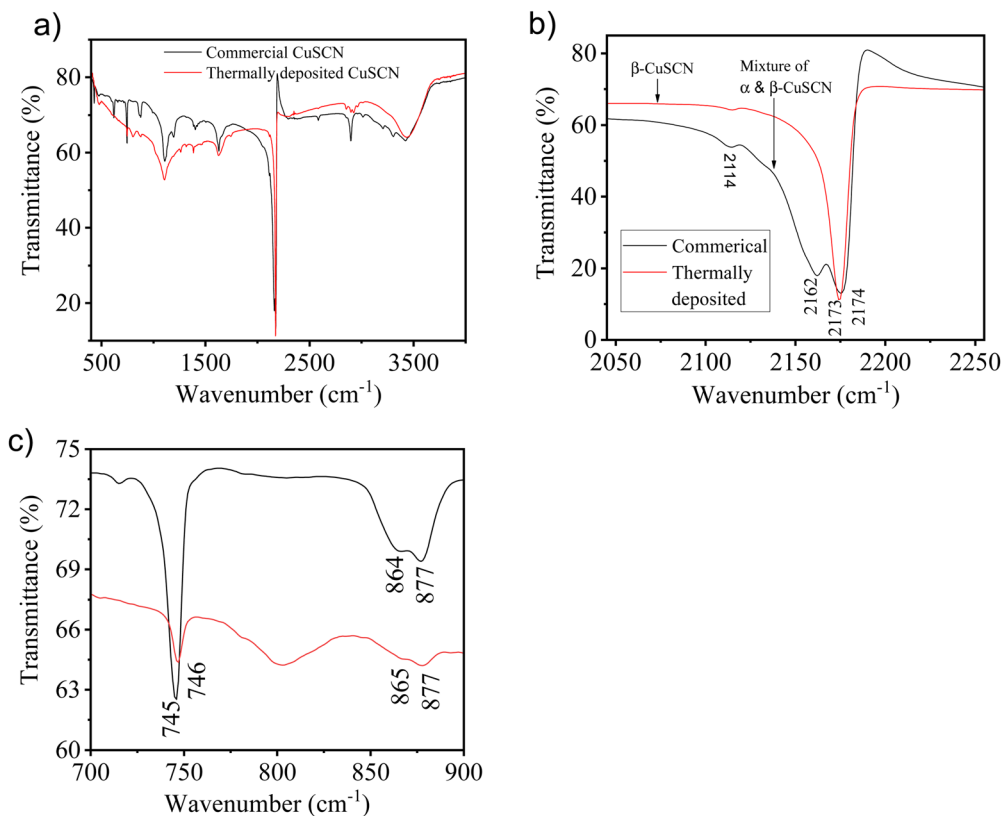 a)
Commercial CuSCN
Thermally deposited CuSCN
80
60
40
20
Transmittance (%)
500 1500 2500 3500
Wavenumber (cm⁻¹)
b)
β-CuSCN
Mixture of
α & β-CuSCN
2114
Commerical
Thermally
deposited
2162
2173
2174
80
60
40
20
0
Transmittance (%)
2050 2100 2150 2200 2250
Wavenumber (cm⁻¹)
c)
75
72
69
66
63
60
Transmittance (%)
864
877
745
746
865
877
700 750 800 850 900
Wavenumber (cm⁻¹)